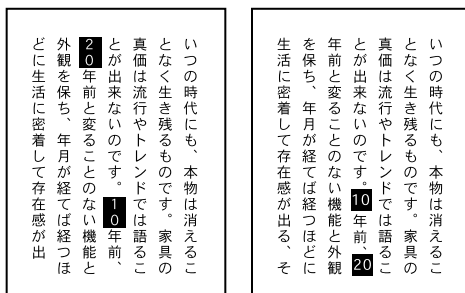 いつの時代にも、本物は消えるこ
となく生き残るものです。家具の
真価は流行やトレンドでは語るこ
とが出来ないのです。10年前、
20年前と変ることのない機能と
外観を保ち、年月が経てば経つほ
どに生活に密着して存在感が出
いつの時代にも、本物は消えるこ
となく生き残るものです。家具の
真価は流行やトレンドでは語るこ
とが出来ないのです。10年前、20
年前と変ることのない機能と外観
を保ち、年月が経てば経つほどに
生活に密着して存在感が出る、そ